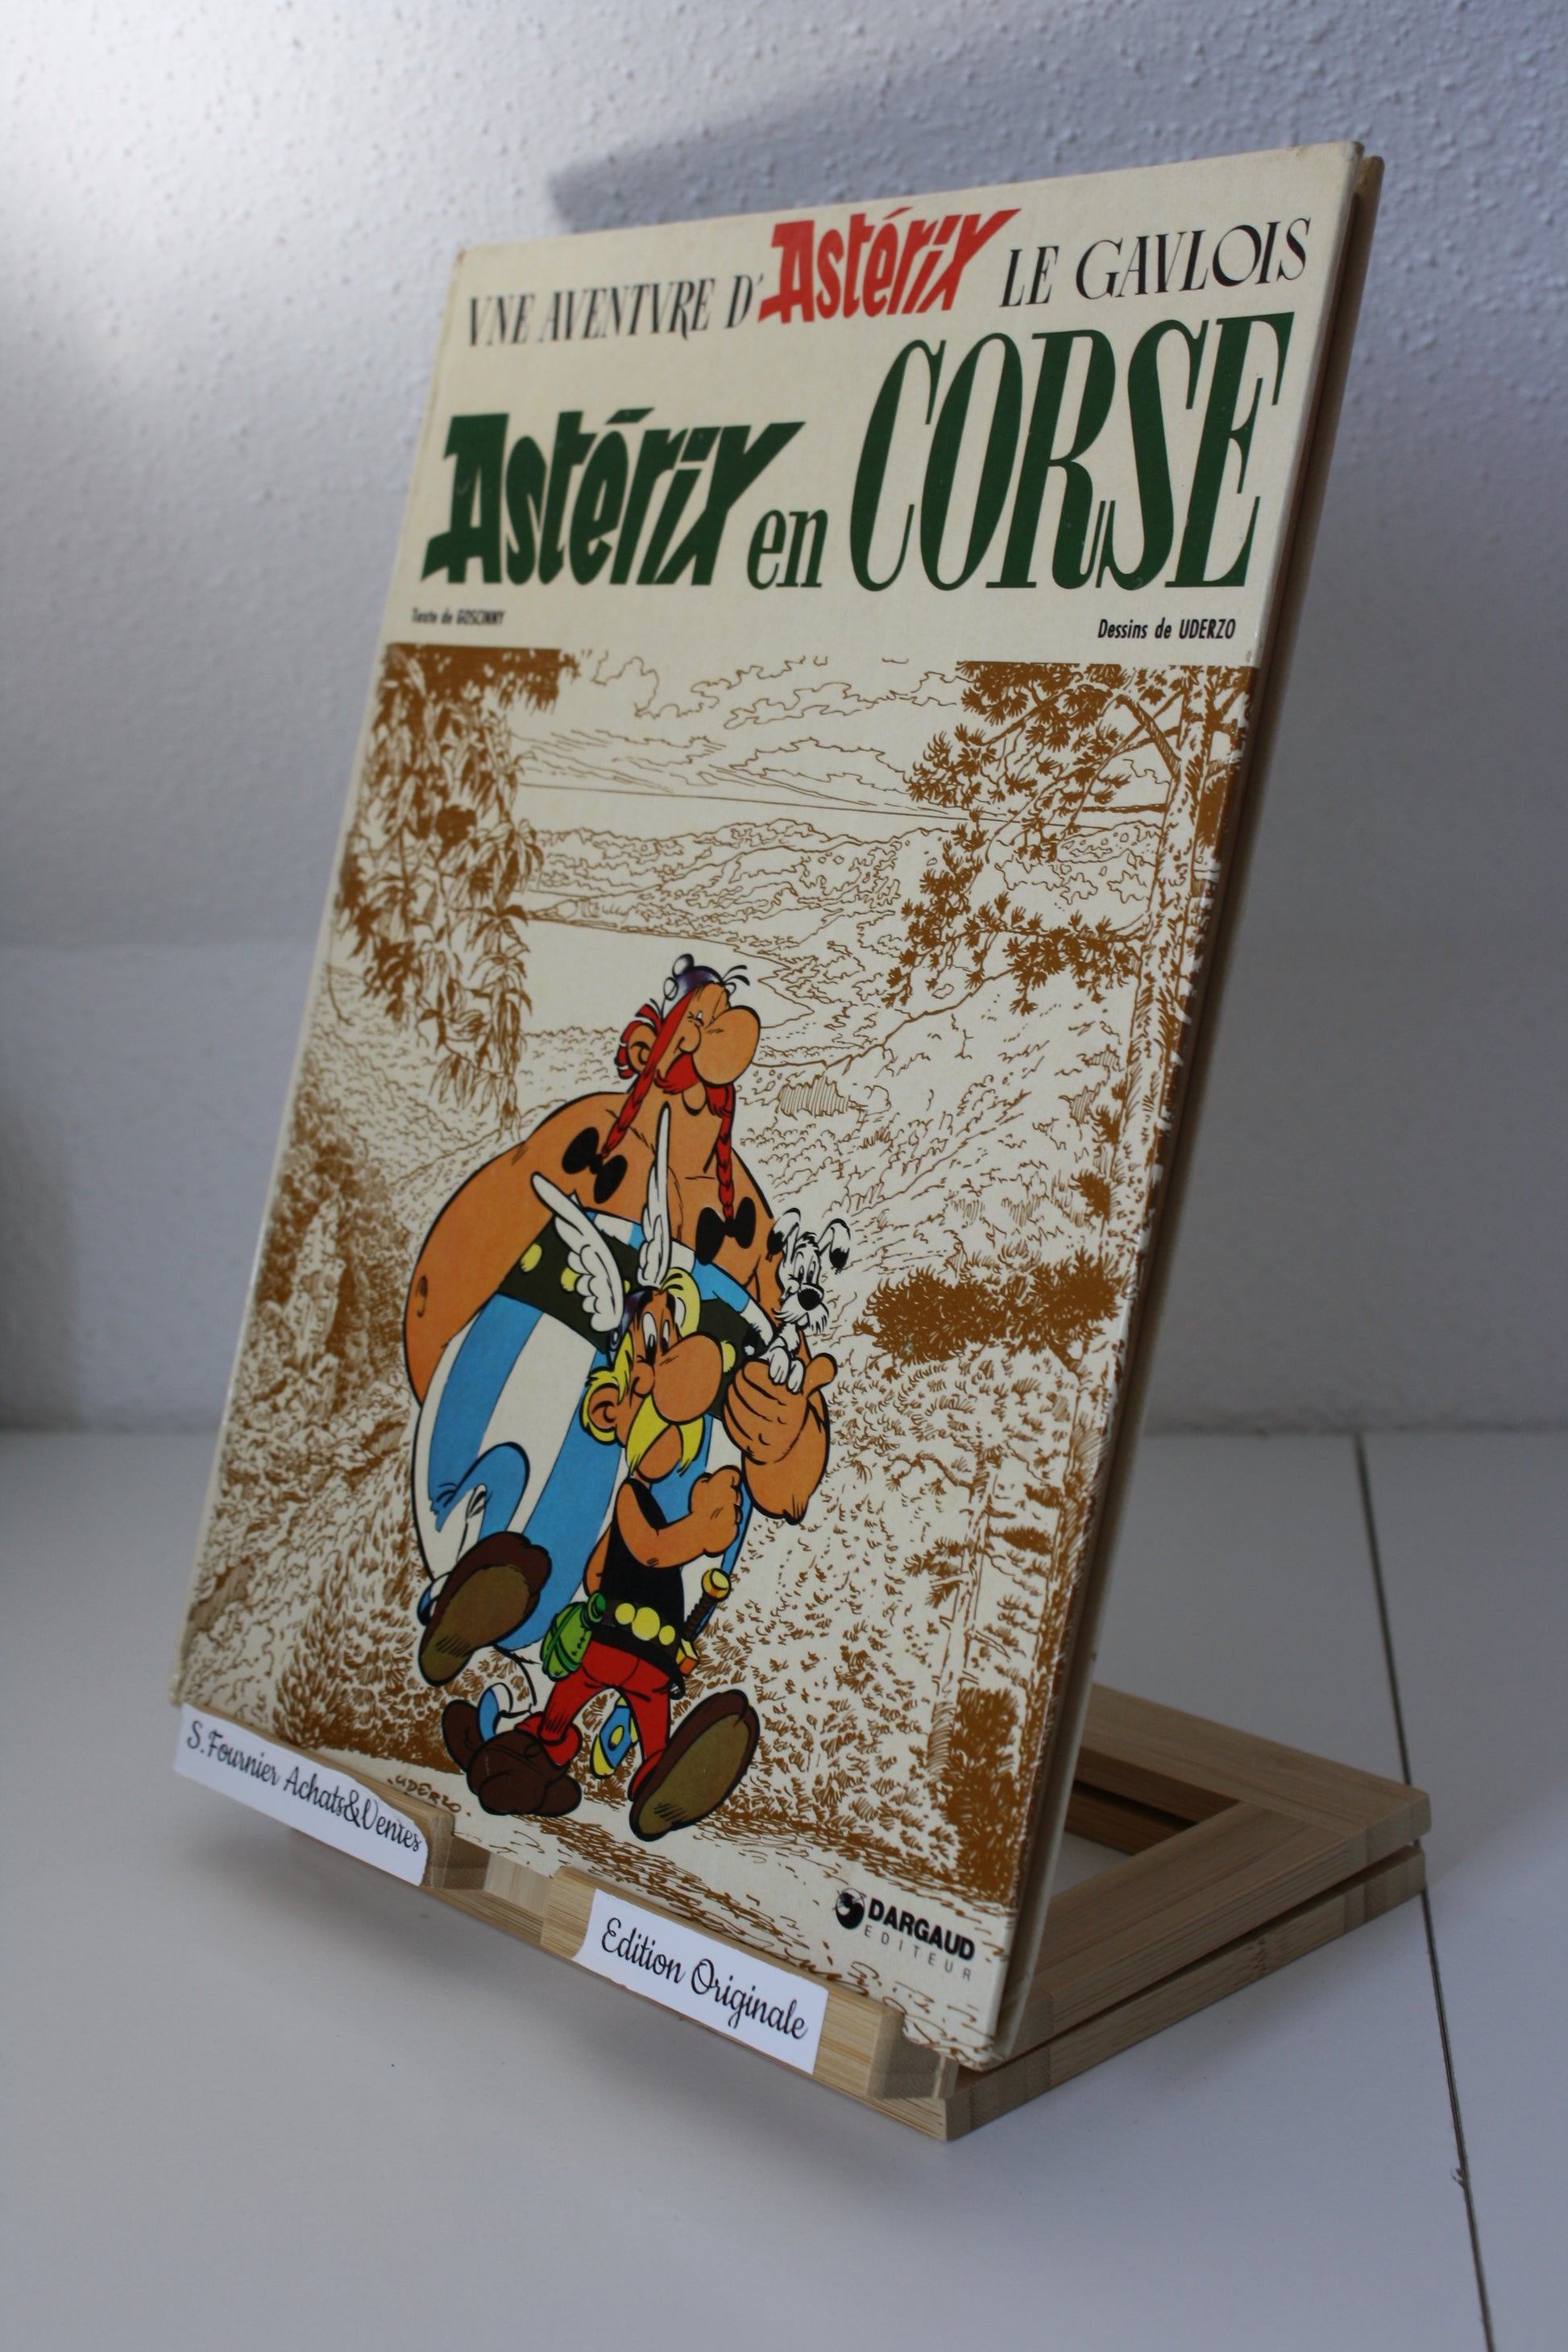 VNE AVENTVRE D'Astérix LE GAVLOIS
Astérix en CORSE
Texte de GOSCINNY
Dessins de UDERZO
UDERZO.
DARGAUD
EDITEUR
S.Fournier Achats&Ventes
Edition Originale